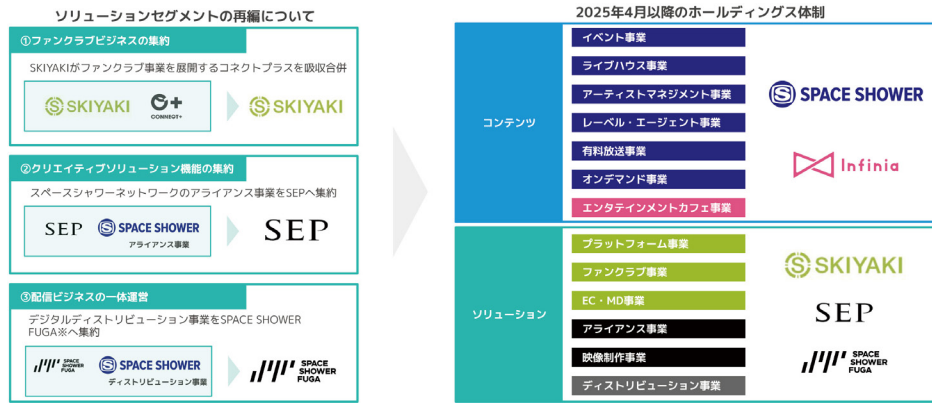 ソリューションセグメントの再編について
①ファンクラブビジネスの集約
SKIYAKIがファンクラブ事業を展開するコネクトプラスを吸収合併
SKIYAKI
CONNECT+
SKIYAKI
②クリエイティブソリューション機能の集約
スペースシャワーネットワークのアライアンス事業をSEPへ集約
SEP
SPACE SHOWER
アライアンス事業
SEP
③配信ビジネスの一体運営
デジタルディストリビューション事業をSPACE SHOWER
FUGA※へ集約
SPACE
SHOWER
FUGA
SPACE SHOWER
ディストリビューション事業
SPACE
SHOWER
FUGA
2025年4月以降のホールディングス体制
コンテンツ
イベント事業
ライブハウス事業
アーティストマネジメント事業
レーベル・エージェント事業
有料放送事業
オンデマンド事業
エンタテインメントカフェ事業
SPACE SHOWER
Infinia
ソリューション
プラットフォーム事業
ファンクラブ事業
EC・MD事業
アライアンス事業
映像制作事業
ディストリビューション事業
SKIYAKI
SEP
SPACE
SHOWER
FUGA